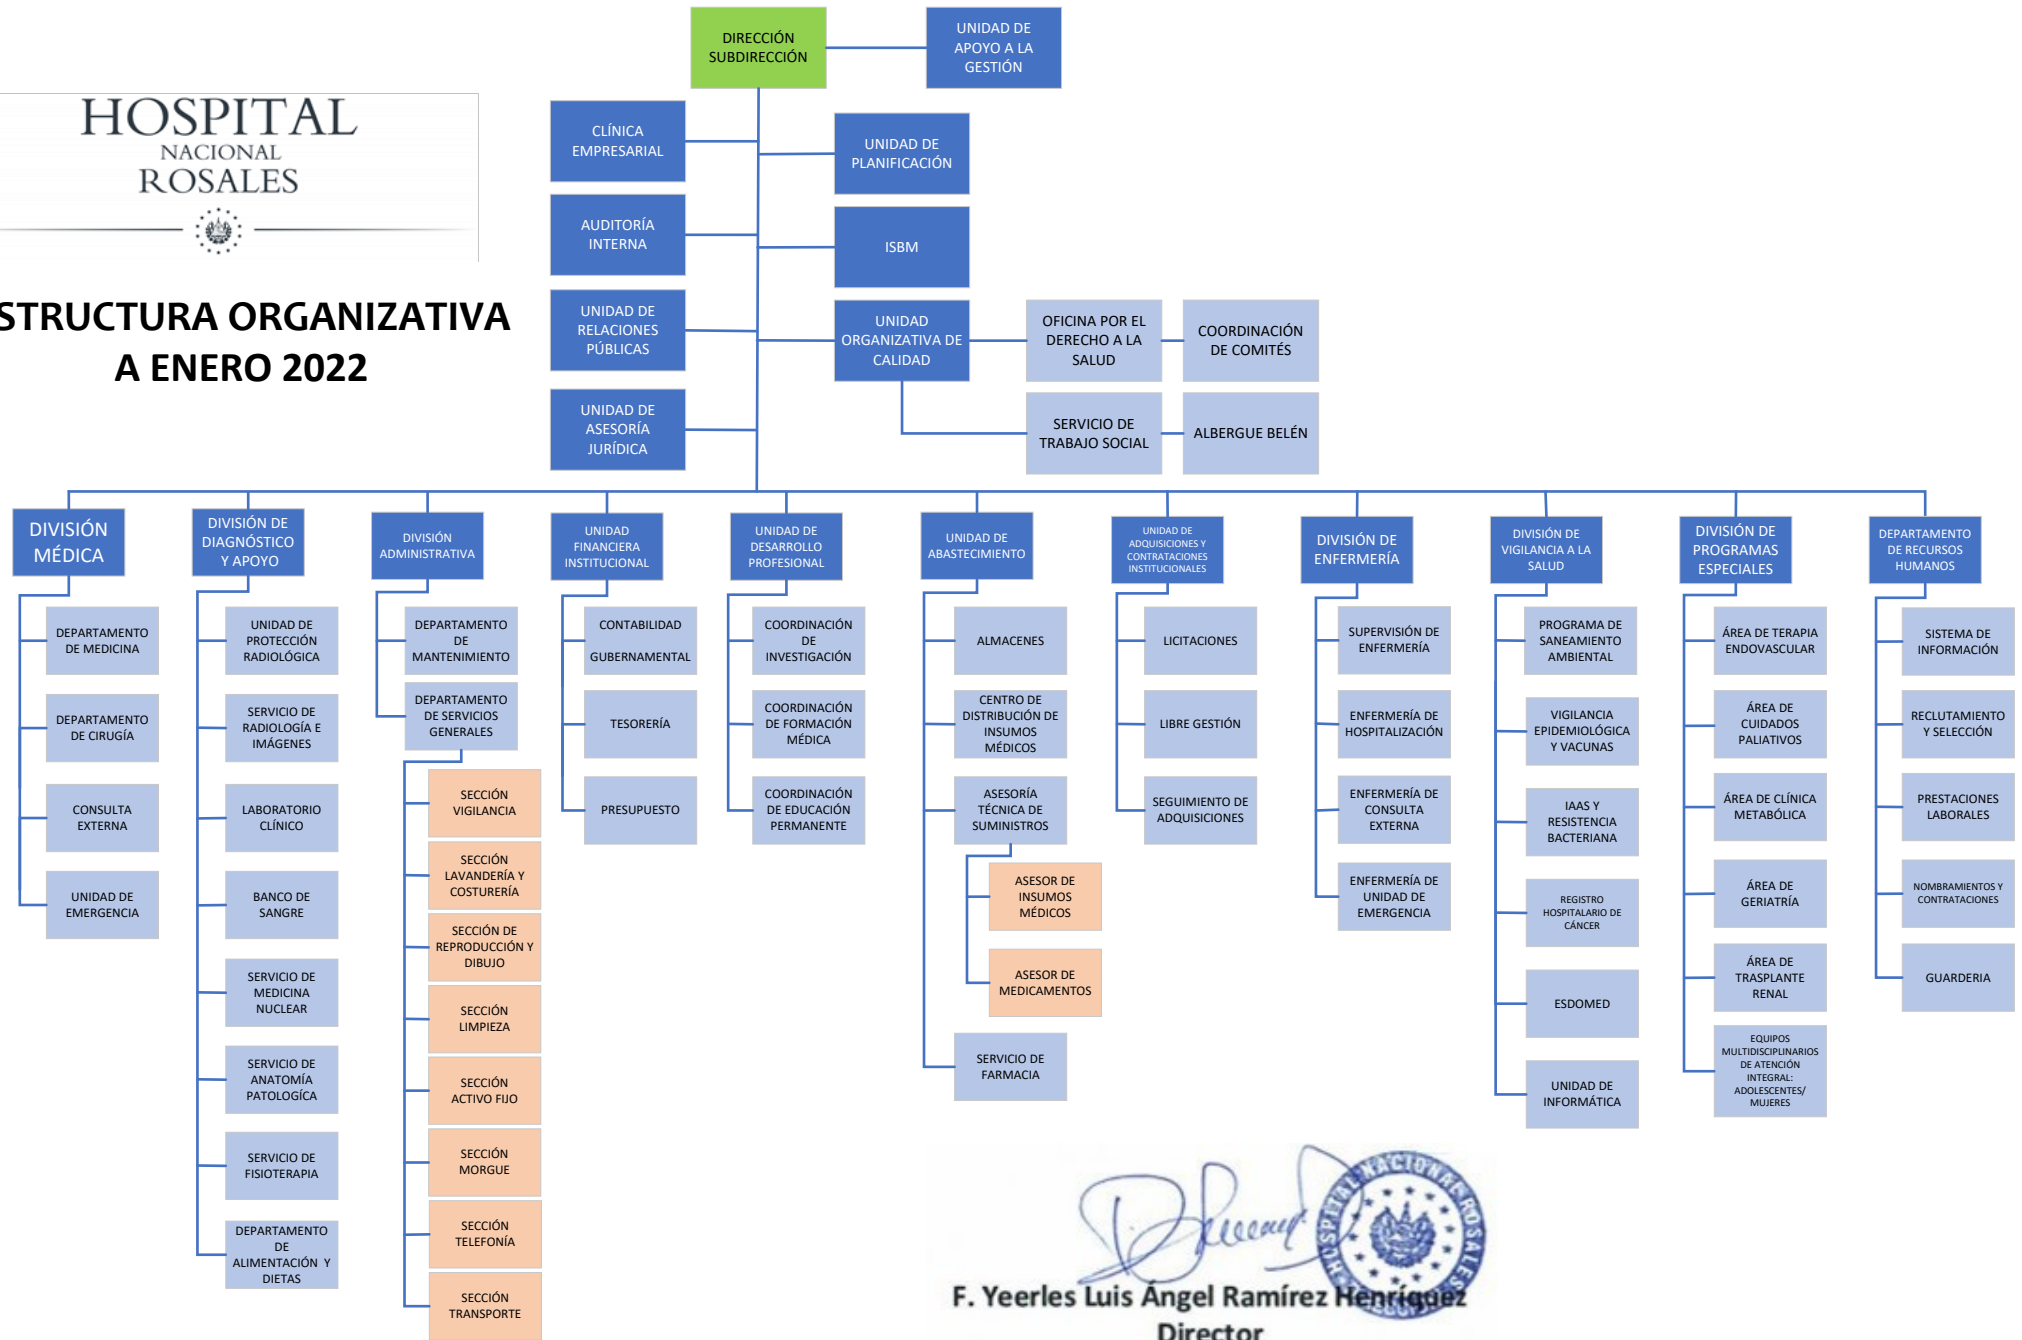 DIRECCIÓN
SUBDIRECCIÓN
UNIDAD DE
APOYO A LA
GESTIÓN
HOSPITAL
NACIONAL
ROSALES
STRUCTURA ORGANIZATIVA
A ENERO 2022
CLÍNICA
EMPRESARIAL
UNIDAD DE
PLANIFICACIÓN
AUDITORÍA
INTERNA
ISBM
UNIDAD DE
RELACIONES
PÚBLICAS
UNIDAD
ORGANIZATIVA DE
CALIDAD
OFICINA POR EL
DERECHO A LA
SALUD
COORDINACIÓN
DE COMITÉS
UNIDAD DE
ASESORÍA
JURÍDICA
SERVICIO DE
TRABAJO SOCIAL
ALBERGUE BELÉN
DIVISIÓN
MÉDICA
DEPARTAMENTO
DE MEDICINA
DEPARTAMENTO
DE CIRUGÍA
CONSULTA
EXTERNA
UNIDAD DE
EMERGENCIA
DIVISIÓN DE
DIAGNÓSTICO
Y APOYO
UNIDAD DE
PROTECCIÓN
RADIOLÓGICA
SERVICIO DE
RADIOLOGÍA E
IMÁGENES
LABORATORIO
CLÍNICO
BANCO DE
SANGRE
SERVICIO DE
MEDICINA
NUCLEAR
SERVICIO DE
ANATOMÍA
PATOLOGÍCA
SERVICIO DE
FISIOTERAPIA
DEPARTAMENTO
DE
ALIMENTACIÓN Y
DIETAS
DIVISIÓN
ADMINISTRATIVA
DEPARTAMENTO
DE
MANTENIMIENTO
DEPARTAMENTO
DE SERVICIOS
GENERALES
SECCIÓN
VIGILANCIA
SECCIÓN
LAVANDERÍA Y
COSTURERÍA
SECCIÓN DE
REPRODUCCIÓN Y
DIBUJO
SECCIÓN
LIMPIEZA
SECCIÓN
ACTIVO FIJO
SECCIÓN
MORGUE
SECCIÓN
TELEFONÍA
SECCIÓN
TRANSPORTE
UNIDAD
FINANCIERA
INSTITUCIONAL
CONTABILIDAD
GUBERNAMENTAL
TESORERÍA
PRESUPUESTO
UNIDAD DE
DESARROLLO
PROFESIONAL
COORDINACIÓN
DE
INVESTIGACIÓN
COORDINACIÓN
DE FORMACIÓN
MÉDICA
COORDINACIÓN
DE EDUCACIÓN
PERMANENTE
UNIDAD DE
ABASTECIMIENTO
ALMACENES
CENTRO DE
DISTRIBUCIÓN DE
INSUMOS
MÉDICOS
ASESORÍA
TÉCNICA DE
SUMINISTROS
ASESOR DE
INSUMOS
MÉDICOS
ASESOR DE
MEDICAMENTOS
SERVICIO DE
FARMACIA
UNIDAD DE
ADQUISICIONES Y
CONTRATACIONES
INSTITUCIONALES
LICITACIONES
LIBRE GESTIÓN
SEGUIMIENTO DE
ADQUISICIONES
DIVISIÓN DE
ENFERMERÍA
SUPERVISIÓN DE
ENFERMERÍA
ENFERMERÍA DE
HOSPITALIZACIÓN
ENFERMERÍA DE
CONSULTA
EXTERNA
ENFERMERÍA DE
UNIDAD DE
EMERGENCIA
DIVISIÓN DE
VIGILANCIA A LA
SALUD
PROGRAMA DE
SANEAMIENTO
AMBIENTAL
VIGILANCIA
EPIDEMIOLÓGICA
Y VACUNAS
IAAS Y
RESISTENCIA
BACTERIANA
REGISTRO
HOSPITALARIO DE
CÁNCER
ESDOMED
UNIDAD DE
INFORMÁTICA
DIVISIÓN DE
PROGRAMAS
ESPECIALES
ÁREA DE TERAPIA
ENDOVASCULAR
ÁREA DE
CUIDADOS
PALIATIVOS
ÁREA DE CLÍNICA
METABÓLICA
ÁREA DE
GERIATRÍA
ÁREA DE
TRASPLANTE
RENAL
EQUIPOS
MULTIDISCIPLINARIOS
DE ATENCIÓN
INTEGRAL:
ADOLESCENTES/
MUJERES
DEPARTAMENTO
DE RECURSOS
HUMANOS
SISTEMA DE
INFORMACIÓN
RECLUTAMIENTO
Y SELECCIÓN
PRESTACIONES
LABORALES
NOMBRAMIENTOS Y
CONTRATACIONES
GUARDERIA
HOSPITAL NACIONAL ROSALES
F. Yeerles Luis Ángel Ramírez Henríquez
Director